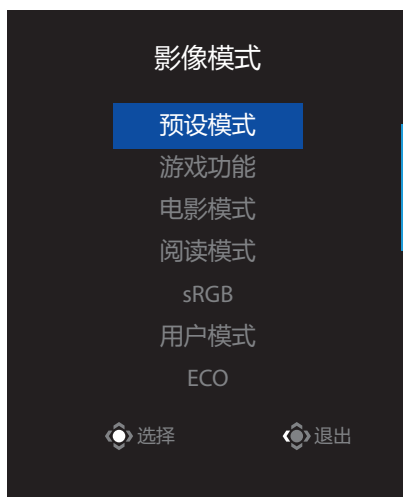 影像模式
预设模式
游戏功能
电影模式
阅读模式
sRGB
用户模式
ECO
选择 退出